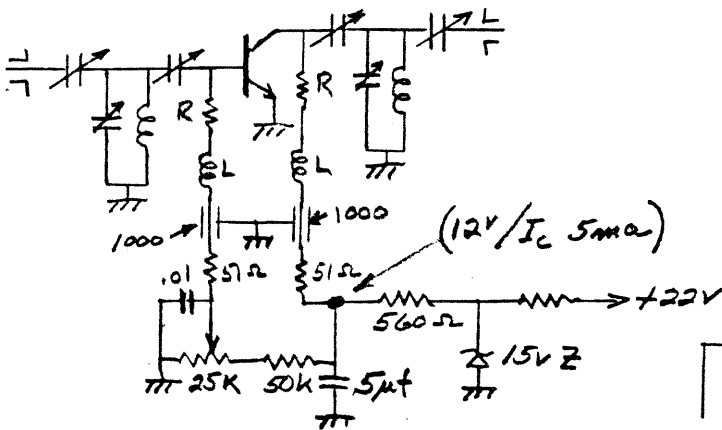 R
R
L
L
1000
1000
(12V/Ic 5ma)
.01
51Ω
51Ω
560Ω
+22V
25K
50K
5µf
15V Z